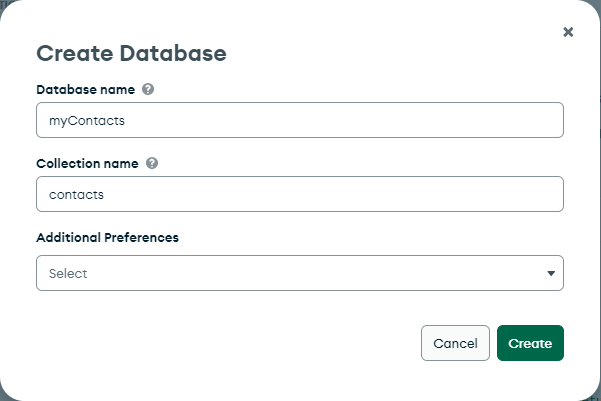 Create Database
Database name
myContacts
Collection name
contacts
Additional Preferences
Select
Cancel
Create